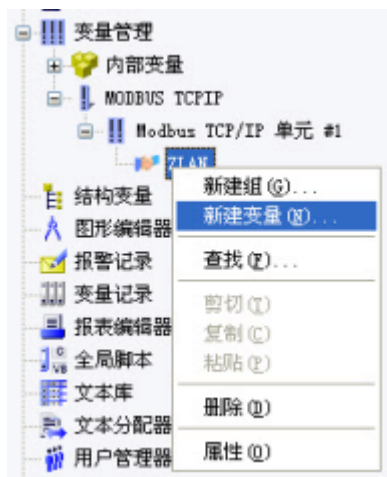 变量管理
内部变量
MODBUS TCPIP
Modbus TCP/IP 单元 #1
ZLAN
新建组(G)...
结构变量
新建变量(N)...
图形编辑器
报警记录
查找(F)...
变量记录
剪切(T)
报表编辑器
复制(C)
全局脚本
粘贴(P)
文本库
删除(D)
文本分配器
属性(O)
用户管理器